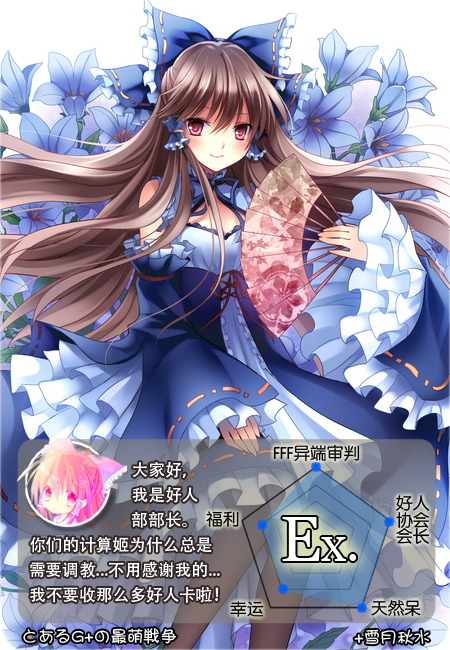 大家好,
我是好人
部部长。
你们的计算姬为什么总是
需要调教...不用感谢我的...
我不要收那么多好人卡啦!
FFF异端审判
福利
好人
协会
会长
Ex.
幸运
天然呆
とあるG+の最萌戦争
+雪月秋水